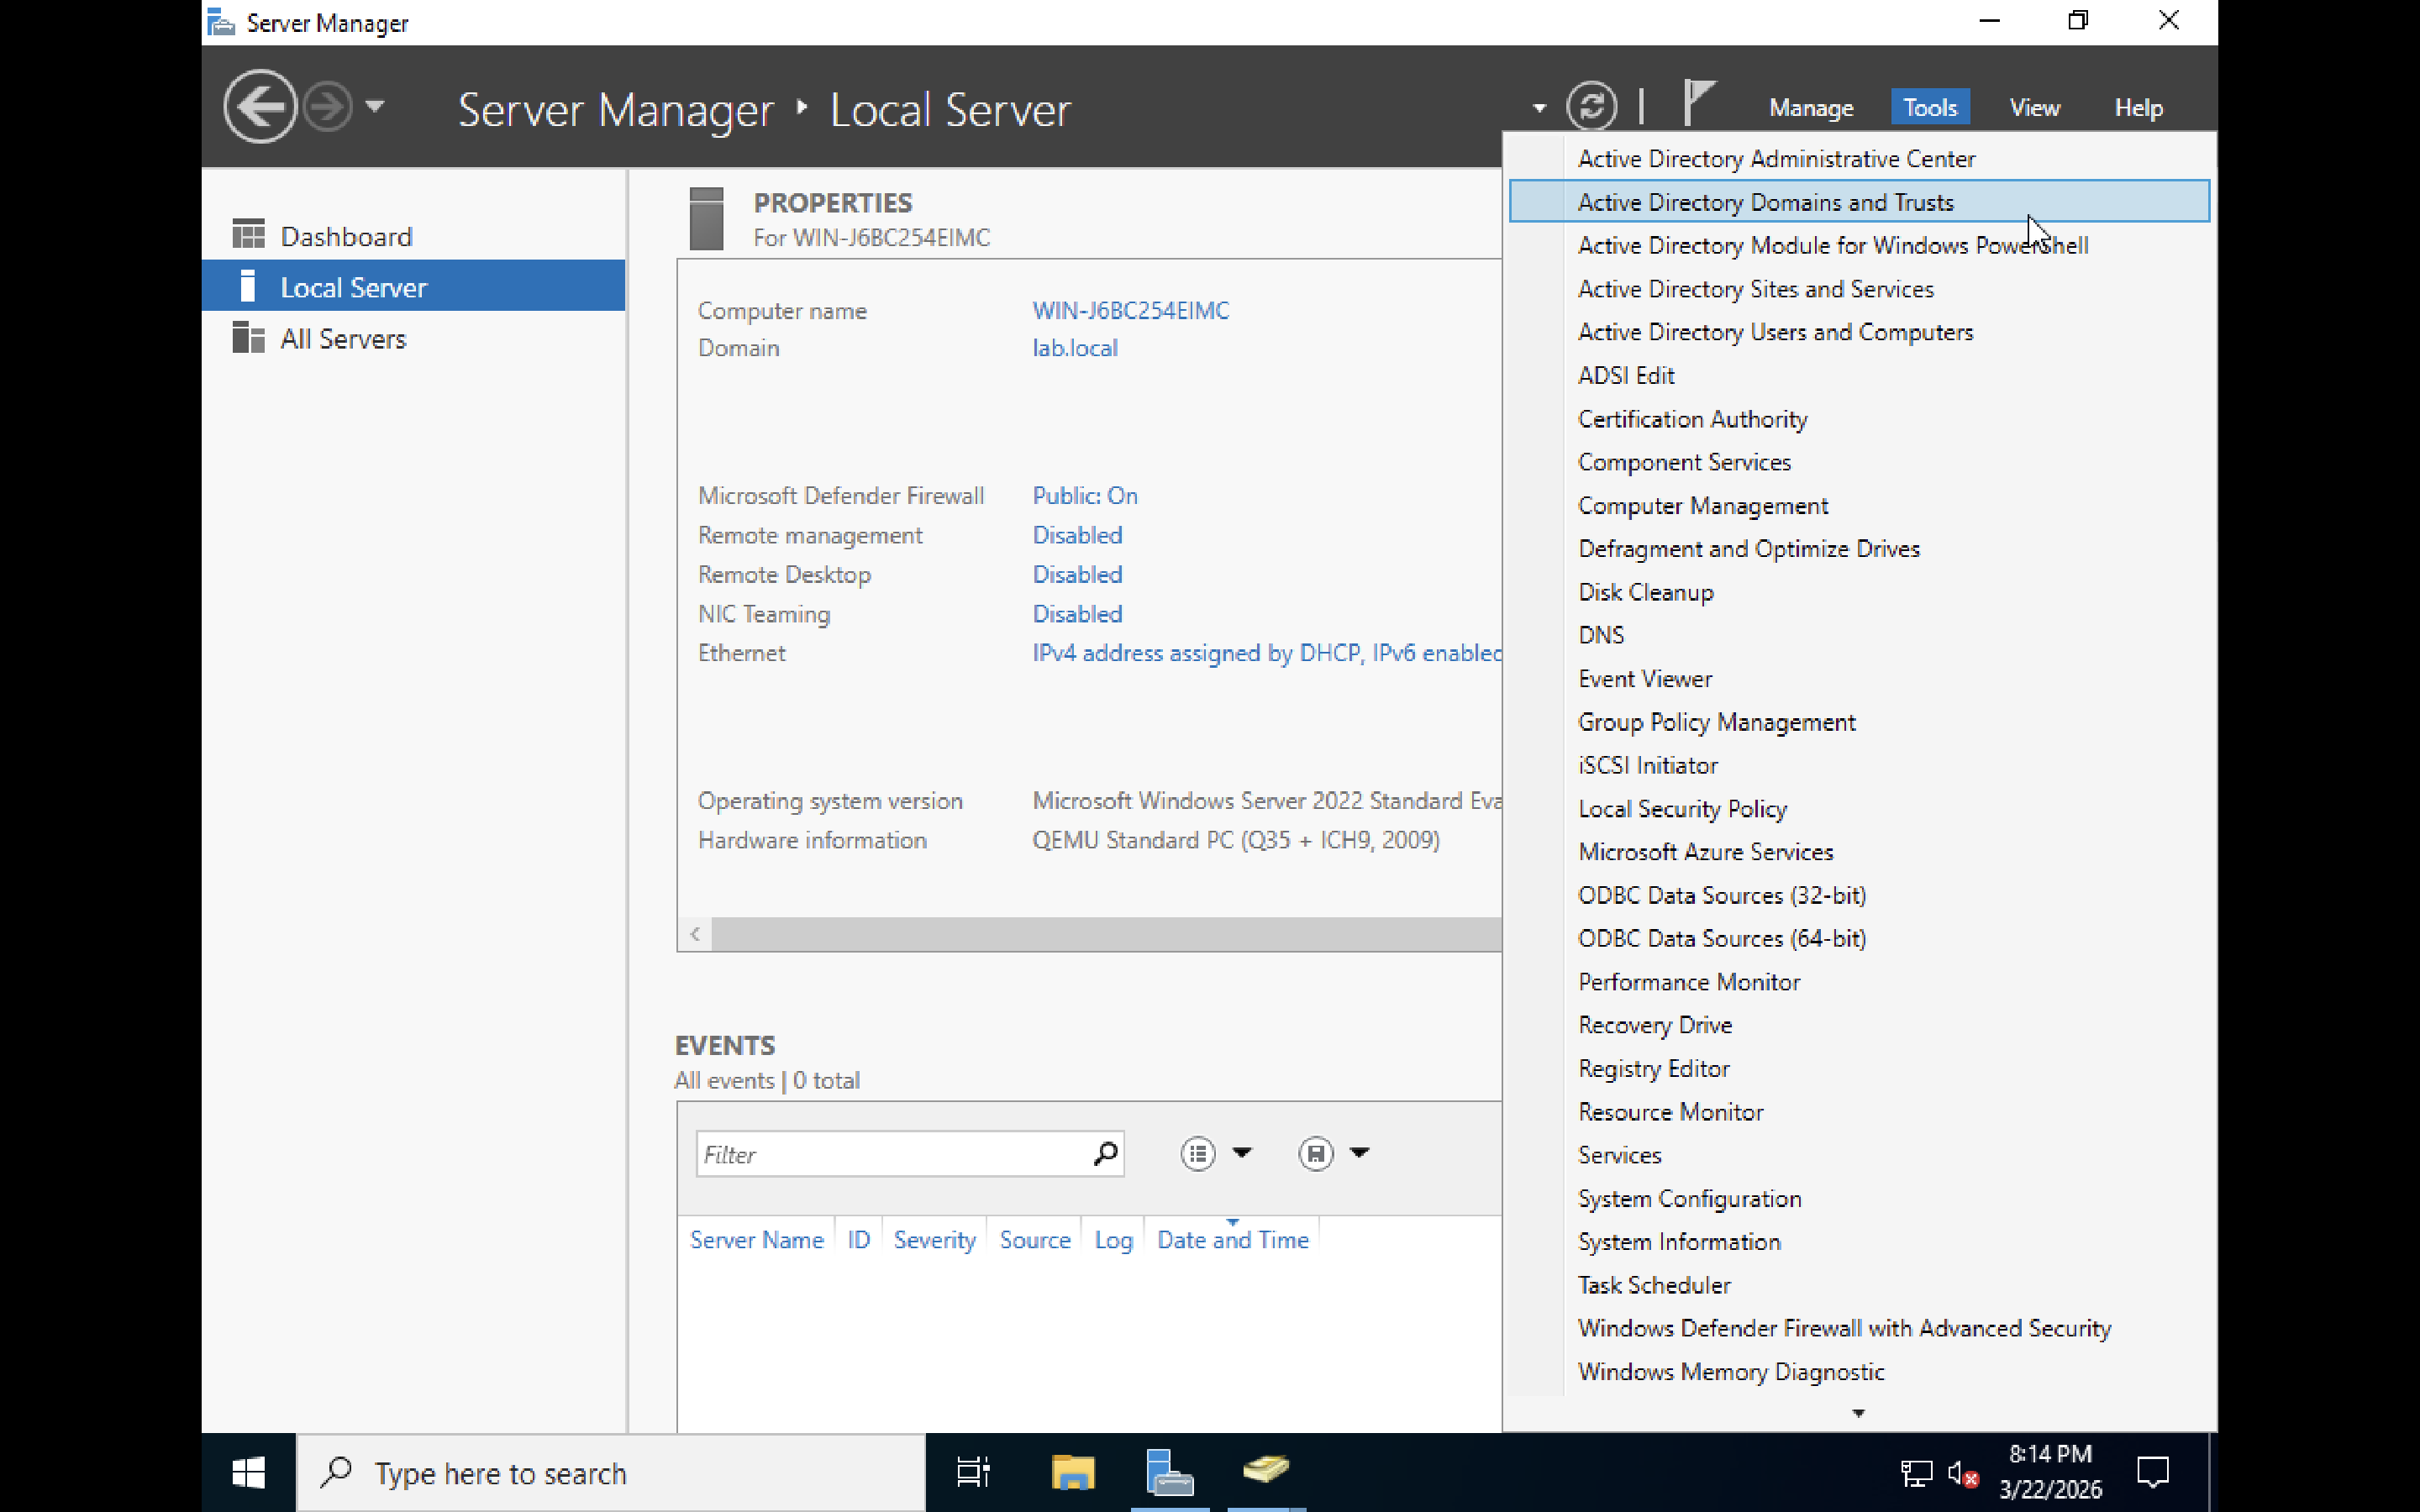 Server Manager
Server Manager ‣ Local Server
Manage Tools View Help
Dashboard
Local Server
All Servers
PROPERTIES
For WIN-J6BC254EIMC
Computer name WIN-J6BC254EIMC
Domain lab.local
Microsoft Defender Firewall Public: On
Remote management Disabled
Remote Desktop Disabled
NIC Teaming Disabled
Ethernet IPv4 address assigned by DHCP, IPv6 enabled
Operating system version Microsoft Windows Server 2022 Standard Eva
Hardware information QEMU Standard PC (Q35 + ICH9, 2009)
EVENTS
All events | 0 total
Filter
Server Name ID Severity Source Log Date and Time
Active Directory Administrative Center
Active Directory Domains and Trusts
Active Directory Module for Windows PowerShell
Active Directory Sites and Services
Active Directory Users and Computers
ADSI Edit
Certification Authority
Component Services
Computer Management
Defragment and Optimize Drives
Disk Cleanup
DNS
Event Viewer
Group Policy Management
iSCSI Initiator
Local Security Policy
Microsoft Azure Services
ODBC Data Sources (32-bit)
ODBC Data Sources (64-bit)
Performance Monitor
Recovery Drive
Registry Editor
Resource Monitor
Services
System Configuration
System Information
Task Scheduler
Windows Defender Firewall with Advanced Security
Windows Memory Diagnostic
Type here to search
8:14 PM
3/22/2026